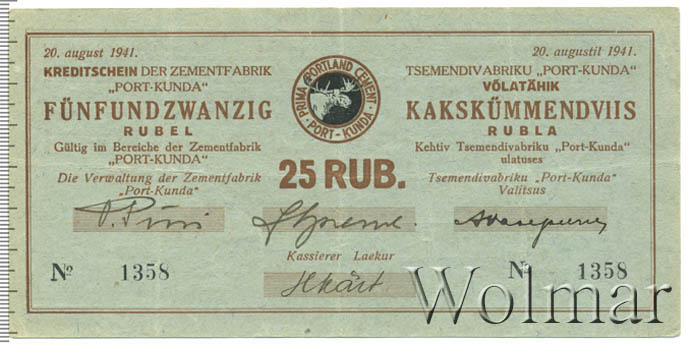 20. august 1941.
KREDITSCHEIN DER ZEMENTFABRIK
„PORT-KUNDA"
FÜNFUNDZWANZIG
RUBEL
Gültig im Bereiche der Zementfabrik
„PORT-KUNDA"
Die Verwaltung der Zementfabrik
„Port-Kunda"
PRIMA PORTLAND CEMENT
PORT-KUNDA
25 RUB.
20. augustil 1941.
TSEMENDIVABRIKU „PORT-KUNDA"
VÕLATÄHIK
KAKSKÜMMENDVIIS
RUBLA
Kehtiv Tsemendivabriku „Port-Kunda"
ulatuses
Tsemendivabriku „Port-Kunda"
Valitsus
Kassierer Laekur
№ 1358
№ 1358
Wolmar